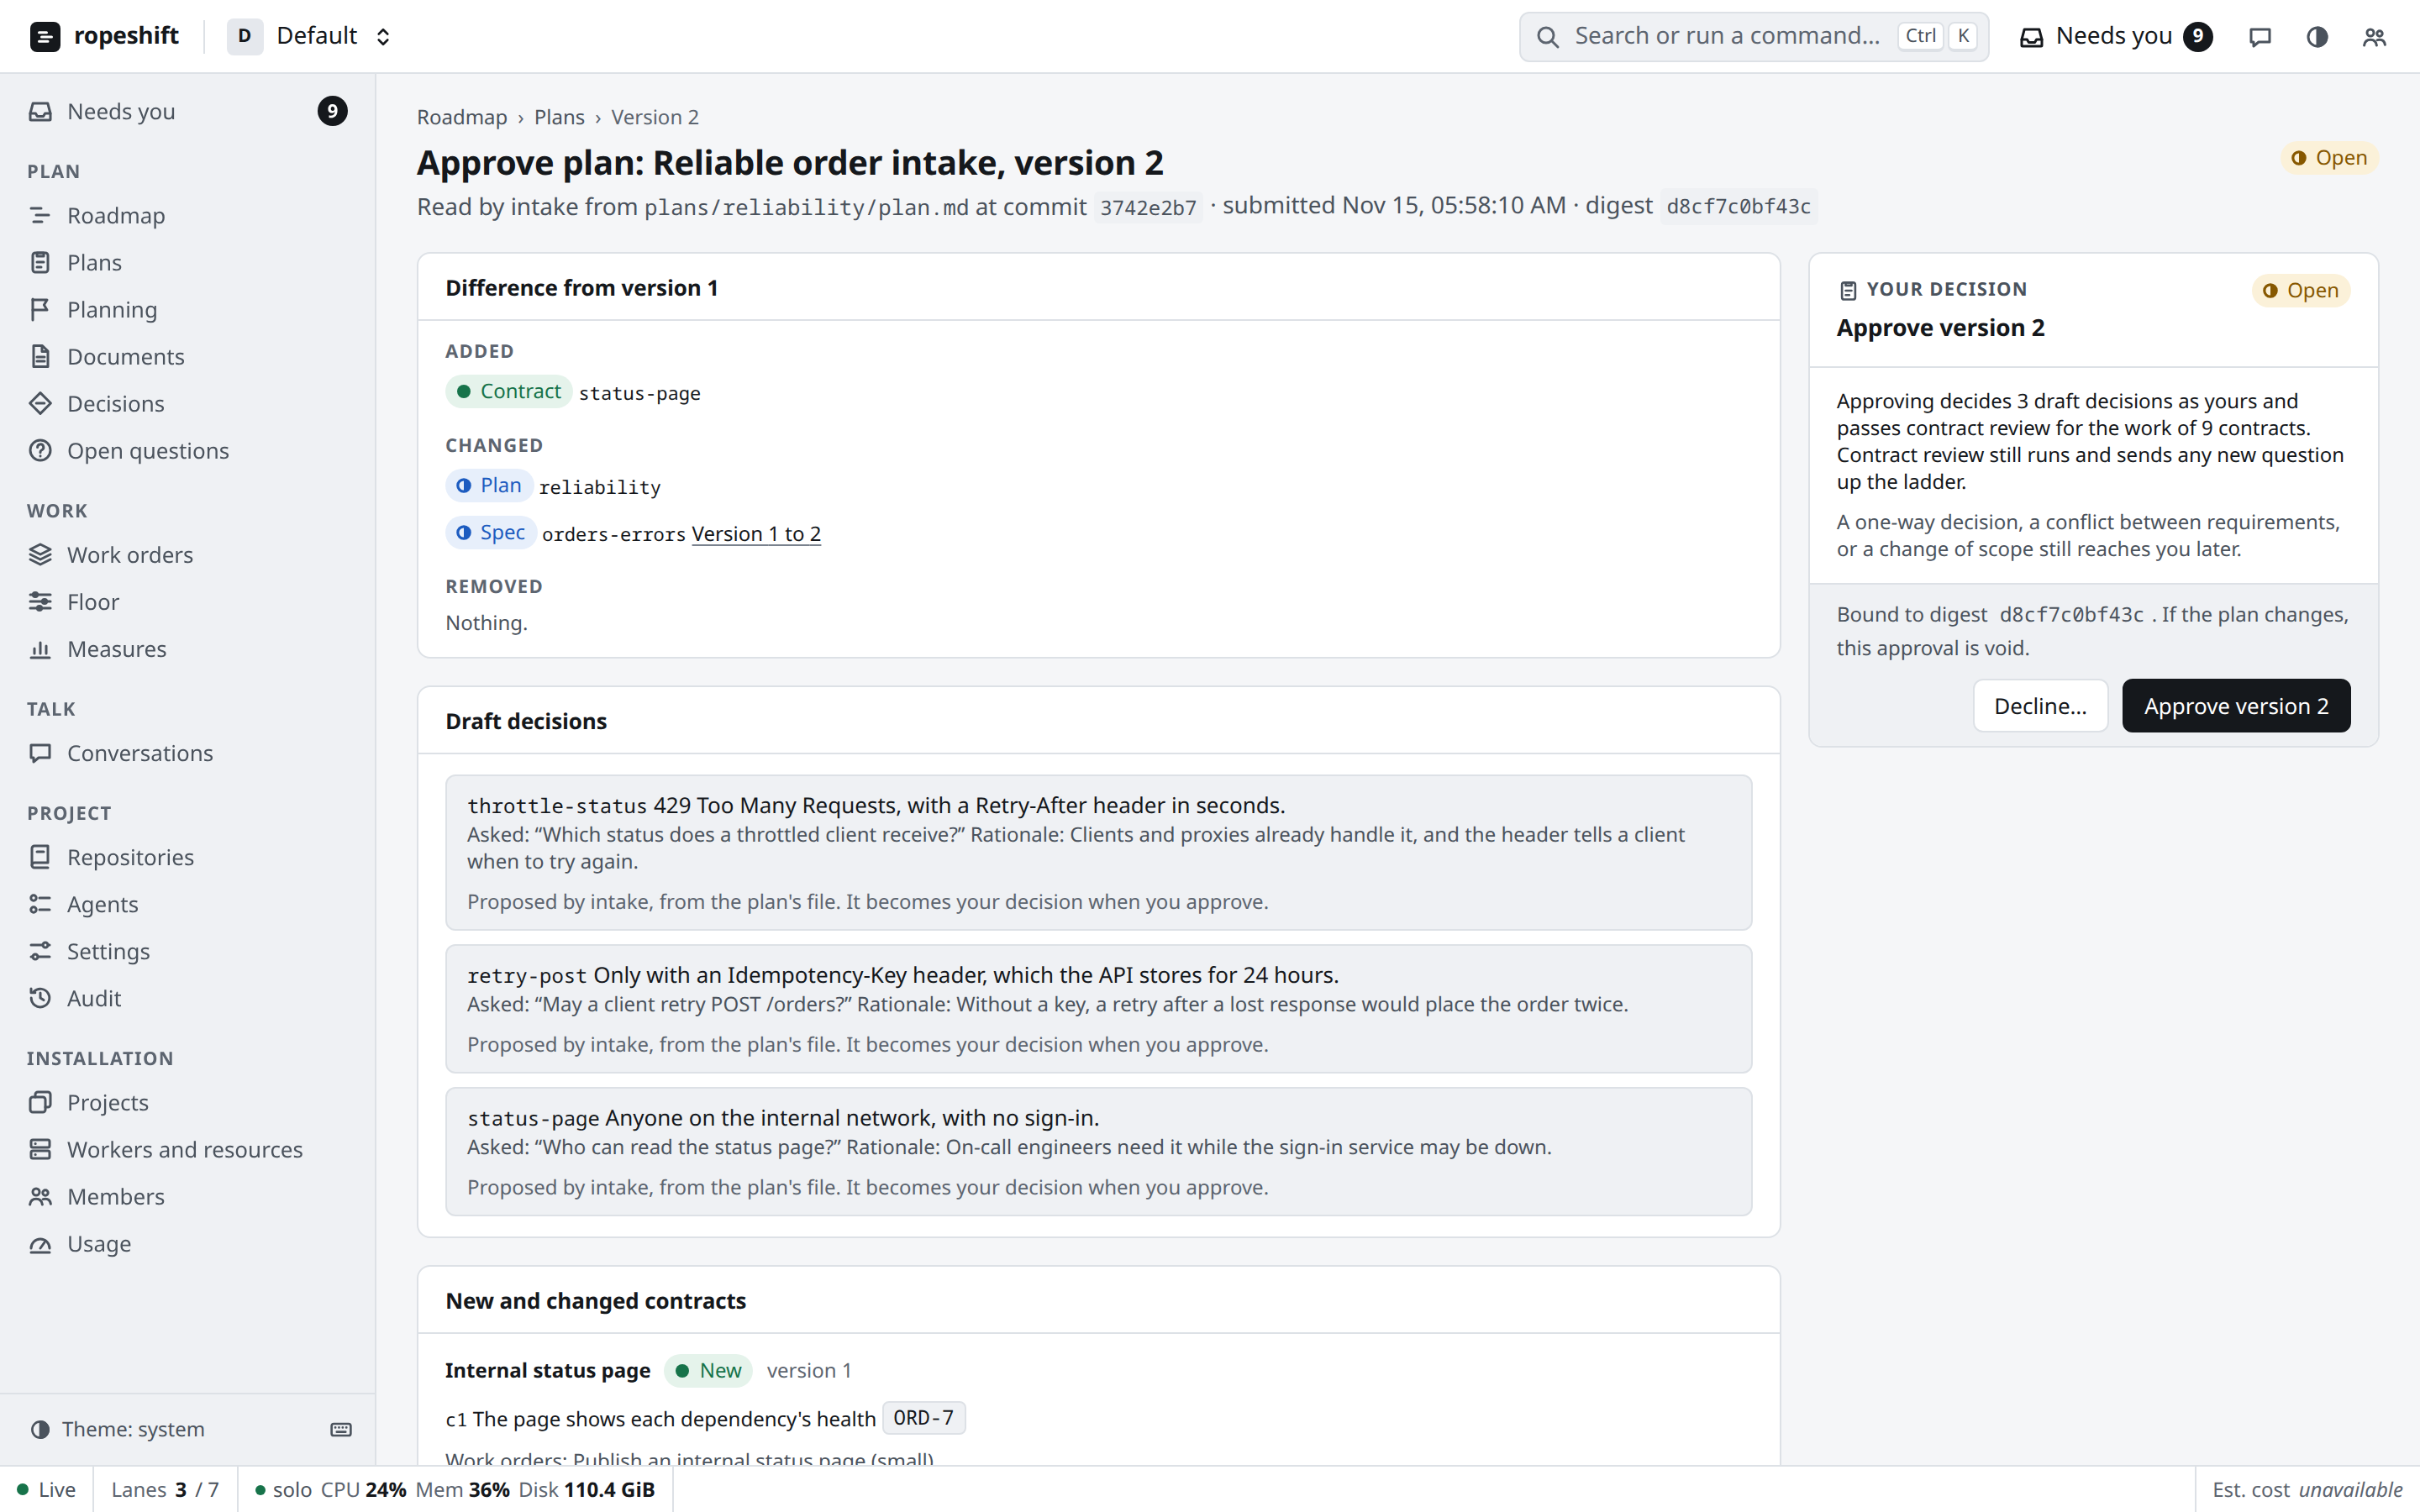 ropeshift D Default Search or run a command... Ctrl K Needs you 9
Needs you 9
PLAN
Roadmap
Plans
Planning
Documents
Decisions
Open questions
WORK
Work orders
Floor
Measures
TALK
Conversations
PROJECT
Repositories
Agents
Settings
Audit
INSTALLATION
Projects
Workers and resources
Members
Usage
Theme: system
Roadmap › Plans › Version 2
Approve plan: Reliable order intake, version 2
Open
Read by intake from plans/reliability/plan.md at commit 3742e2b7 · submitted Nov 15, 05:58:10 AM · digest d8cf7c0bf43c
Difference from version 1
ADDED
Contract status-page
CHANGED
Plan reliability
Spec orders-errors Version 1 to 2
REMOVED
Nothing.
Draft decisions
throttle-status 429 Too Many Requests, with a Retry-After header in seconds.
Asked: “Which status does a throttled client receive?” Rationale: Clients and proxies already handle it, and the header tells a client
when to try again.
Proposed by intake, from the plan's file. It becomes your decision when you approve.
retry-post Only with an Idempotency-Key header, which the API stores for 24 hours.
Asked: “May a client retry POST /orders?” Rationale: Without a key, a retry after a lost response would place the order twice.
Proposed by intake, from the plan's file. It becomes your decision when you approve.
status-page Anyone on the internal network, with no sign-in.
Asked: “Who can read the status page?” Rationale: On-call engineers need it while the sign-in service may be down.
Proposed by intake, from the plan's file. It becomes your decision when you approve.
New and changed contracts
Internal status page New version 1
c1 The page shows each dependency's health ORD-7
Work orders: Publish an internal status page (small)
YOUR DECISION Open
Approve version 2
Approving decides 3 draft decisions as yours and
passes contract review for the work of 9 contracts.
Contract review still runs and sends any new question
up the ladder.
A one-way decision, a conflict between requirements,
or a change of scope still reaches you later.
Bound to digest d8cf7c0bf43c . If the plan changes,
this approval is void.
Decline... Approve version 2
Live Lanes 3 / 7 solo CPU 24% Mem 36% Disk 110.4 GiB Est. cost unavailable